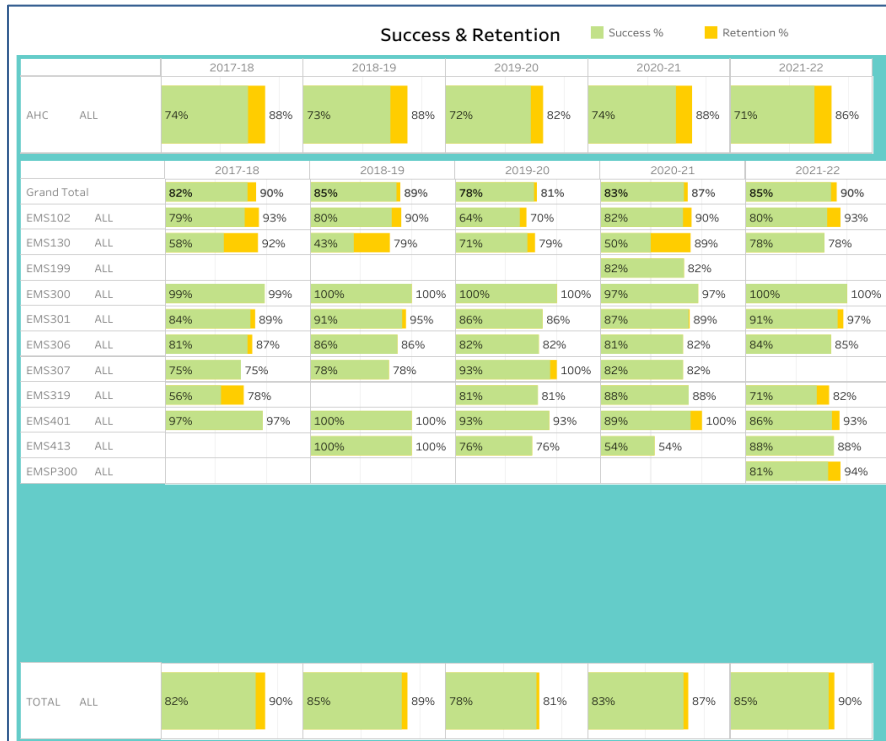 Success & Retention Success % Retention %
2017-18 2018-19 2019-20 2020-21 2021-22
AHC ALL 74% 88% 73% 88% 72% 82% 74% 88% 71% 86%
2017-18 2018-19 2019-20 2020-21 2021-22
Grand Total 82% 90% 85% 89% 78% 81% 83% 87% 85% 90%
EMS102 ALL 79% 93% 80% 90% 64% 70% 82% 90% 80% 93%
EMS130 ALL 58% 92% 43% 79% 71% 79% 50% 89% 78% 78%
EMS199 ALL 82% 82%
EMS300 ALL 99% 99% 100% 100% 100% 100% 97% 97% 100% 100%
EMS301 ALL 84% 89% 91% 95% 86% 86% 87% 89% 91% 97%
EMS306 ALL 81% 87% 86% 86% 82% 82% 81% 82% 84% 85%
EMS307 ALL 75% 75% 78% 78% 93% 100% 82% 82%
EMS319 ALL 56% 78% 81% 81% 88% 88% 71% 82%
EMS401 ALL 97% 97% 100% 100% 93% 93% 89% 100% 86% 93%
EMS413 ALL 100% 100% 76% 76% 54% 54% 88% 88%
EMSP300 ALL 81% 94%
TOTAL ALL 82% 90% 85% 89% 78% 81% 83% 87% 85% 90%